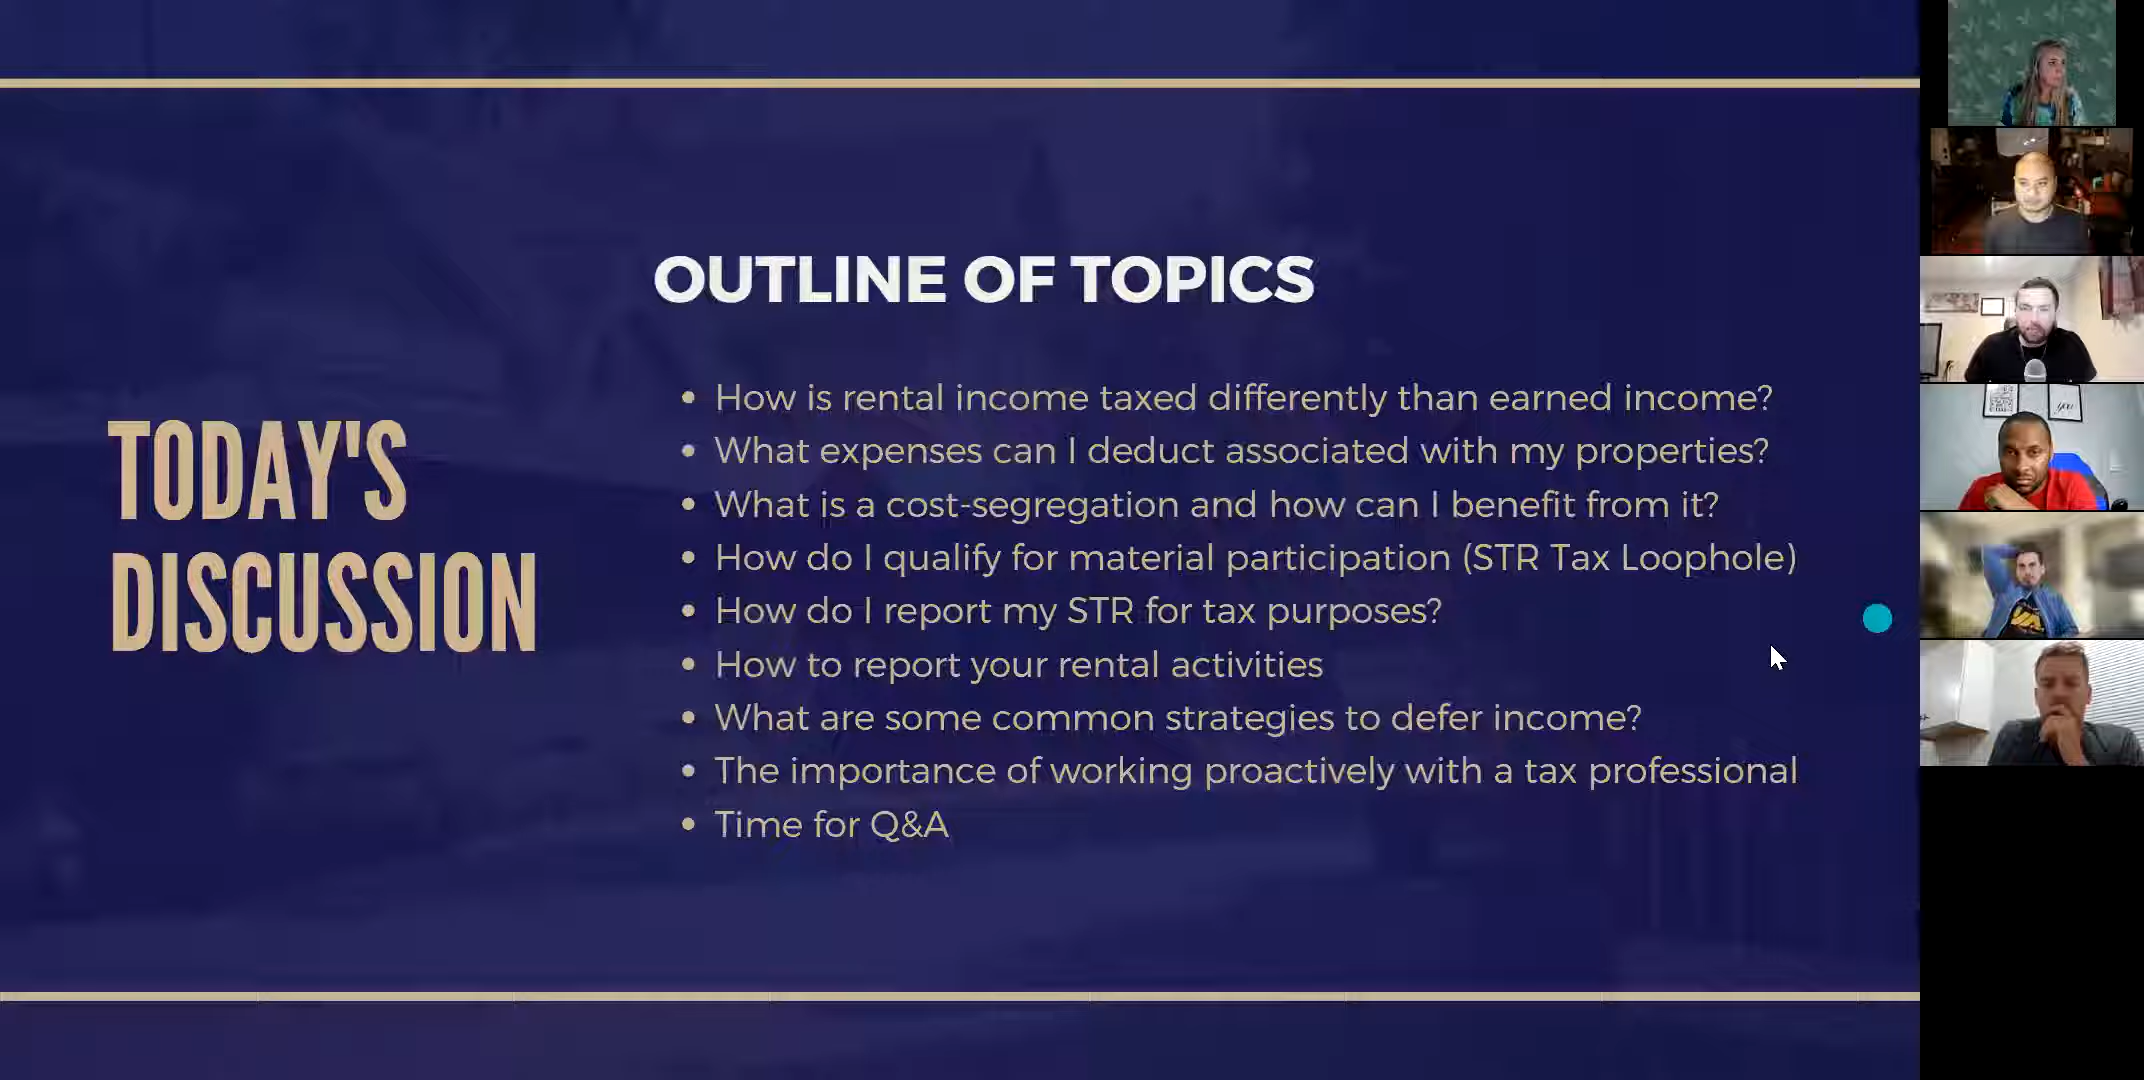 TODAY'S
DISCUSSION
OUTLINE OF TOPICS
• How is rental income taxed differently than earned income?
• What expenses can I deduct associated with my properties?
• What is a cost-segregation and how can I benefit from it?
• How do I qualify for material participation (STR Tax Loophole)
• How do I report my STR for tax purposes?
• How to report your rental activities
• What are some common strategies to defer income?
• The importance of working proactively with a tax professional
• Time for Q&A
you